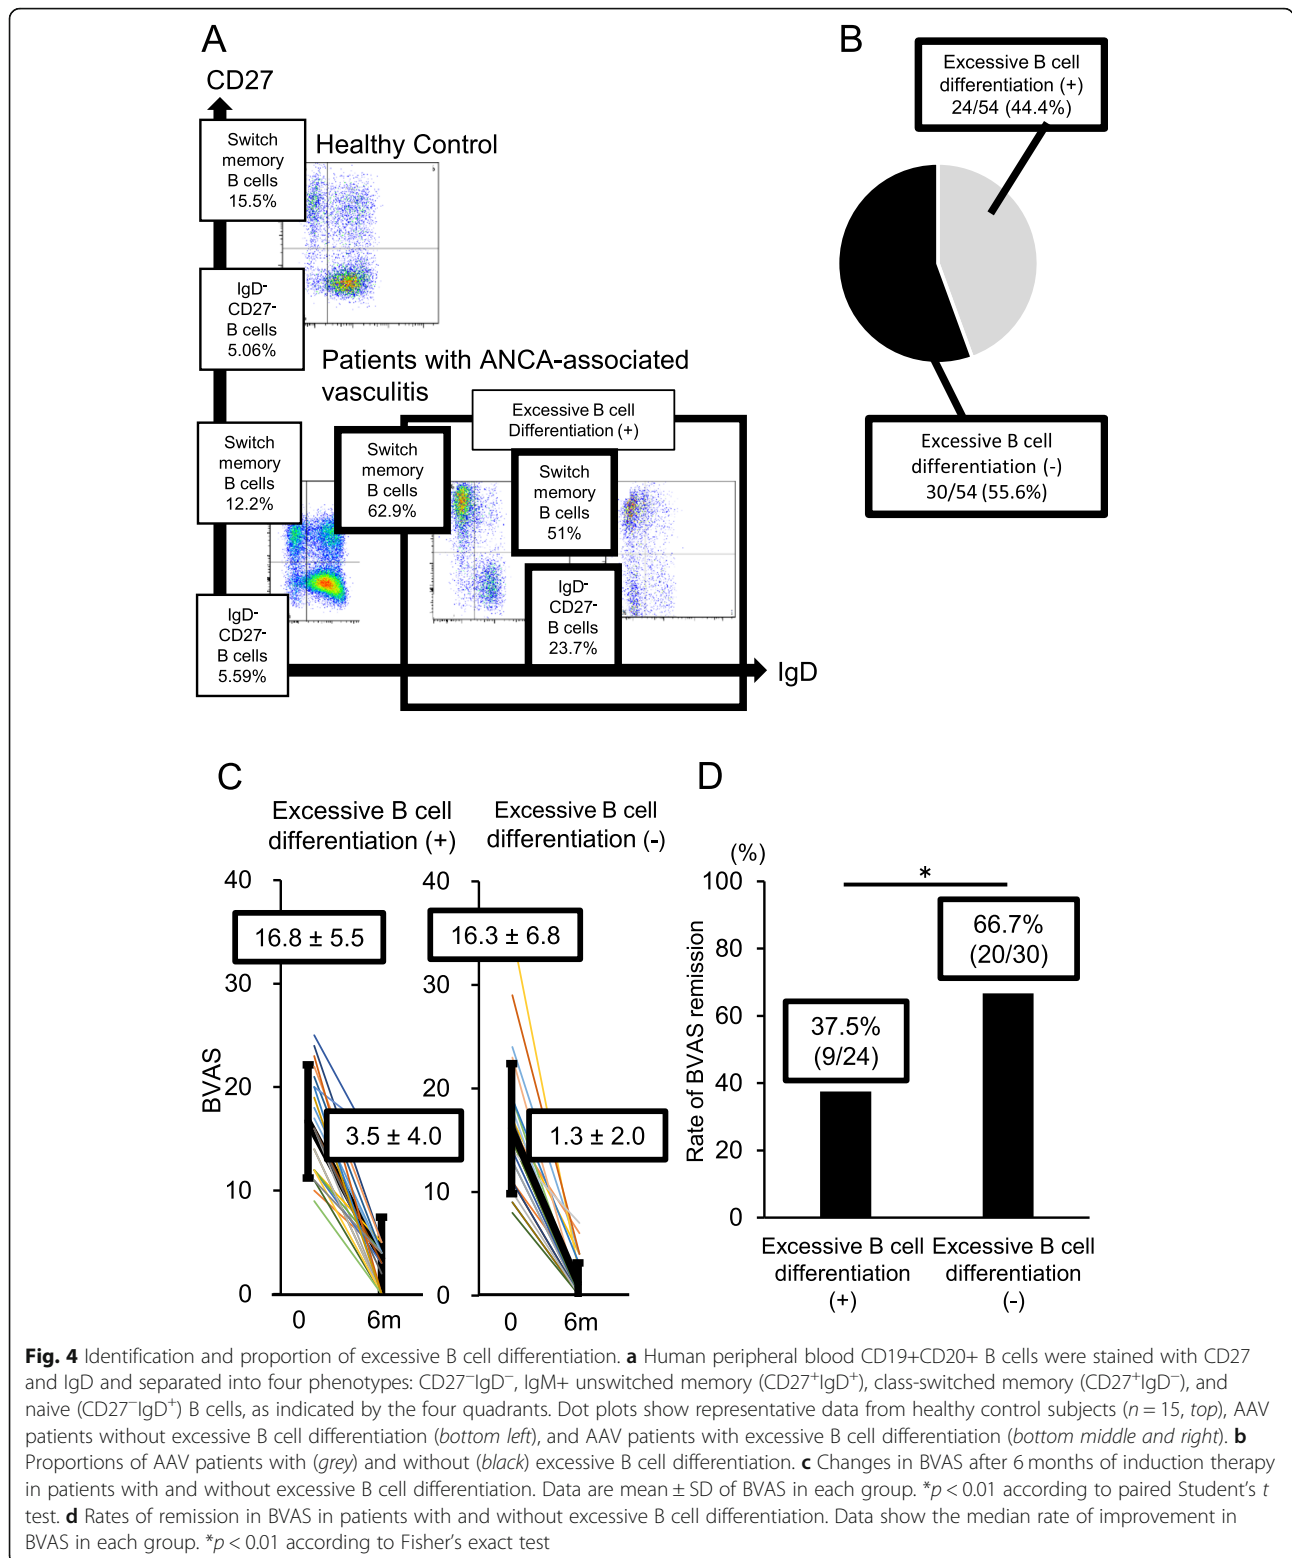 A
CD27
Switch
memory
B cells
15.5%
Healthy Control
IgD-
CD27-
B cells
5.06%
Patients with ANCA-associated
vasculitis
Switch
memory
B cells
12.2%
Switch
memory
B cells
62.9%
Excessive B cell
Differentiation (+)
Switch
memory
B cells
51%
IgD-
CD27-
B cells
5.59%
IgD-
CD27-
B cells
23.7%
IgD
B
Excessive B cell
differentiation (+)
24/54 (44.4%)
Excessive B cell
differentiation (-)
30/54 (55.6%)
C
Excessive B cell
differentiation (+)
Excessive B cell
differentiation (-)
BVAS
40
30
20
10
0
16.8 ± 5.5
3.5 ± 4.0
0 6m
40
30
20
10
0
16.3 ± 6.8
1.3 ± 2.0
0 6m
D
(%)
Rate of BVAS remission
100
80
60
40
20
0
*
37.5%
(9/24)
66.7%
(20/30)
Excessive B cell
differentiation
(+)
Excessive B cell
differentiation
(-)
Fig. 4 Identification and proportion of excessive B cell differentiation. a Human peripheral blood CD19+CD20+ B cells were stained with CD27
and IgD and separated into four phenotypes: CD27⁻IgD⁻, IgM+ unswitched memory (CD27⁺IgD⁺), class-switched memory (CD27⁺IgD⁻), and
naive (CD27⁻IgD⁺) B cells, as indicated by the four quadrants. Dot plots show representative data from healthy control subjects (n = 15, top), AAV
patients without excessive B cell differentiation (bottom left), and AAV patients with excessive B cell differentiation (bottom middle and right). b
Proportions of AAV patients with (grey) and without (black) excessive B cell differentiation. c Changes in BVAS after 6 months of induction therapy
in patients with and without excessive B cell differentiation. Data are mean ± SD of BVAS in each group. *p < 0.01 according to paired Student's t
test. d Rates of remission in BVAS in patients with and without excessive B cell differentiation. Data show the median rate of improvement in
BVAS in each group. *p < 0.01 according to Fisher's exact test